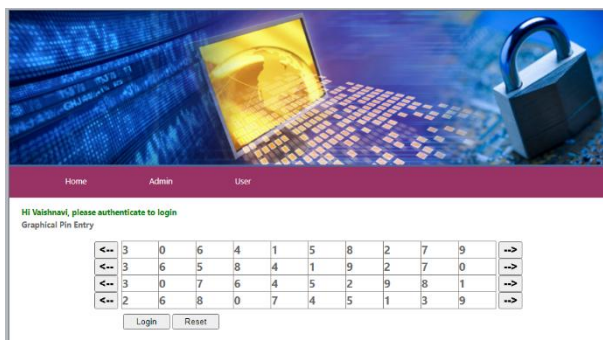 Home Admin User
Hi Vaishnavi, please authenticate to login
Graphical Pin Entry
<-- 3 0 6 4 1 5 8 2 7 9 -->
<-- 3 6 5 8 4 1 9 2 7 0 -->
<-- 3 0 7 6 4 5 2 9 8 1 -->
<-- 2 6 8 0 7 4 5 1 3 9 -->
Login Reset